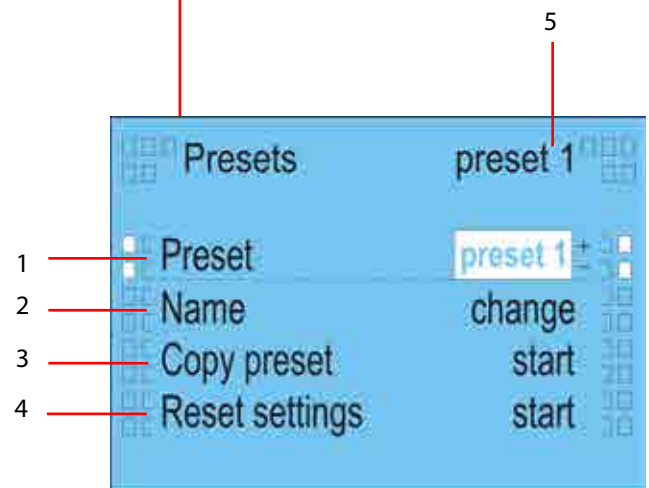 5
Presets preset 1
1 Preset preset 1 + -
2 Name change
3 Copy preset start
4 Reset settings start